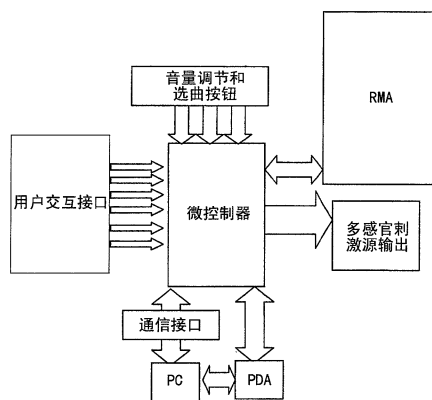 音量调节和
选曲按钮
RMA
用户交互接口
微控制器
多感官刺
激源输出
通信接口
PC
PDA